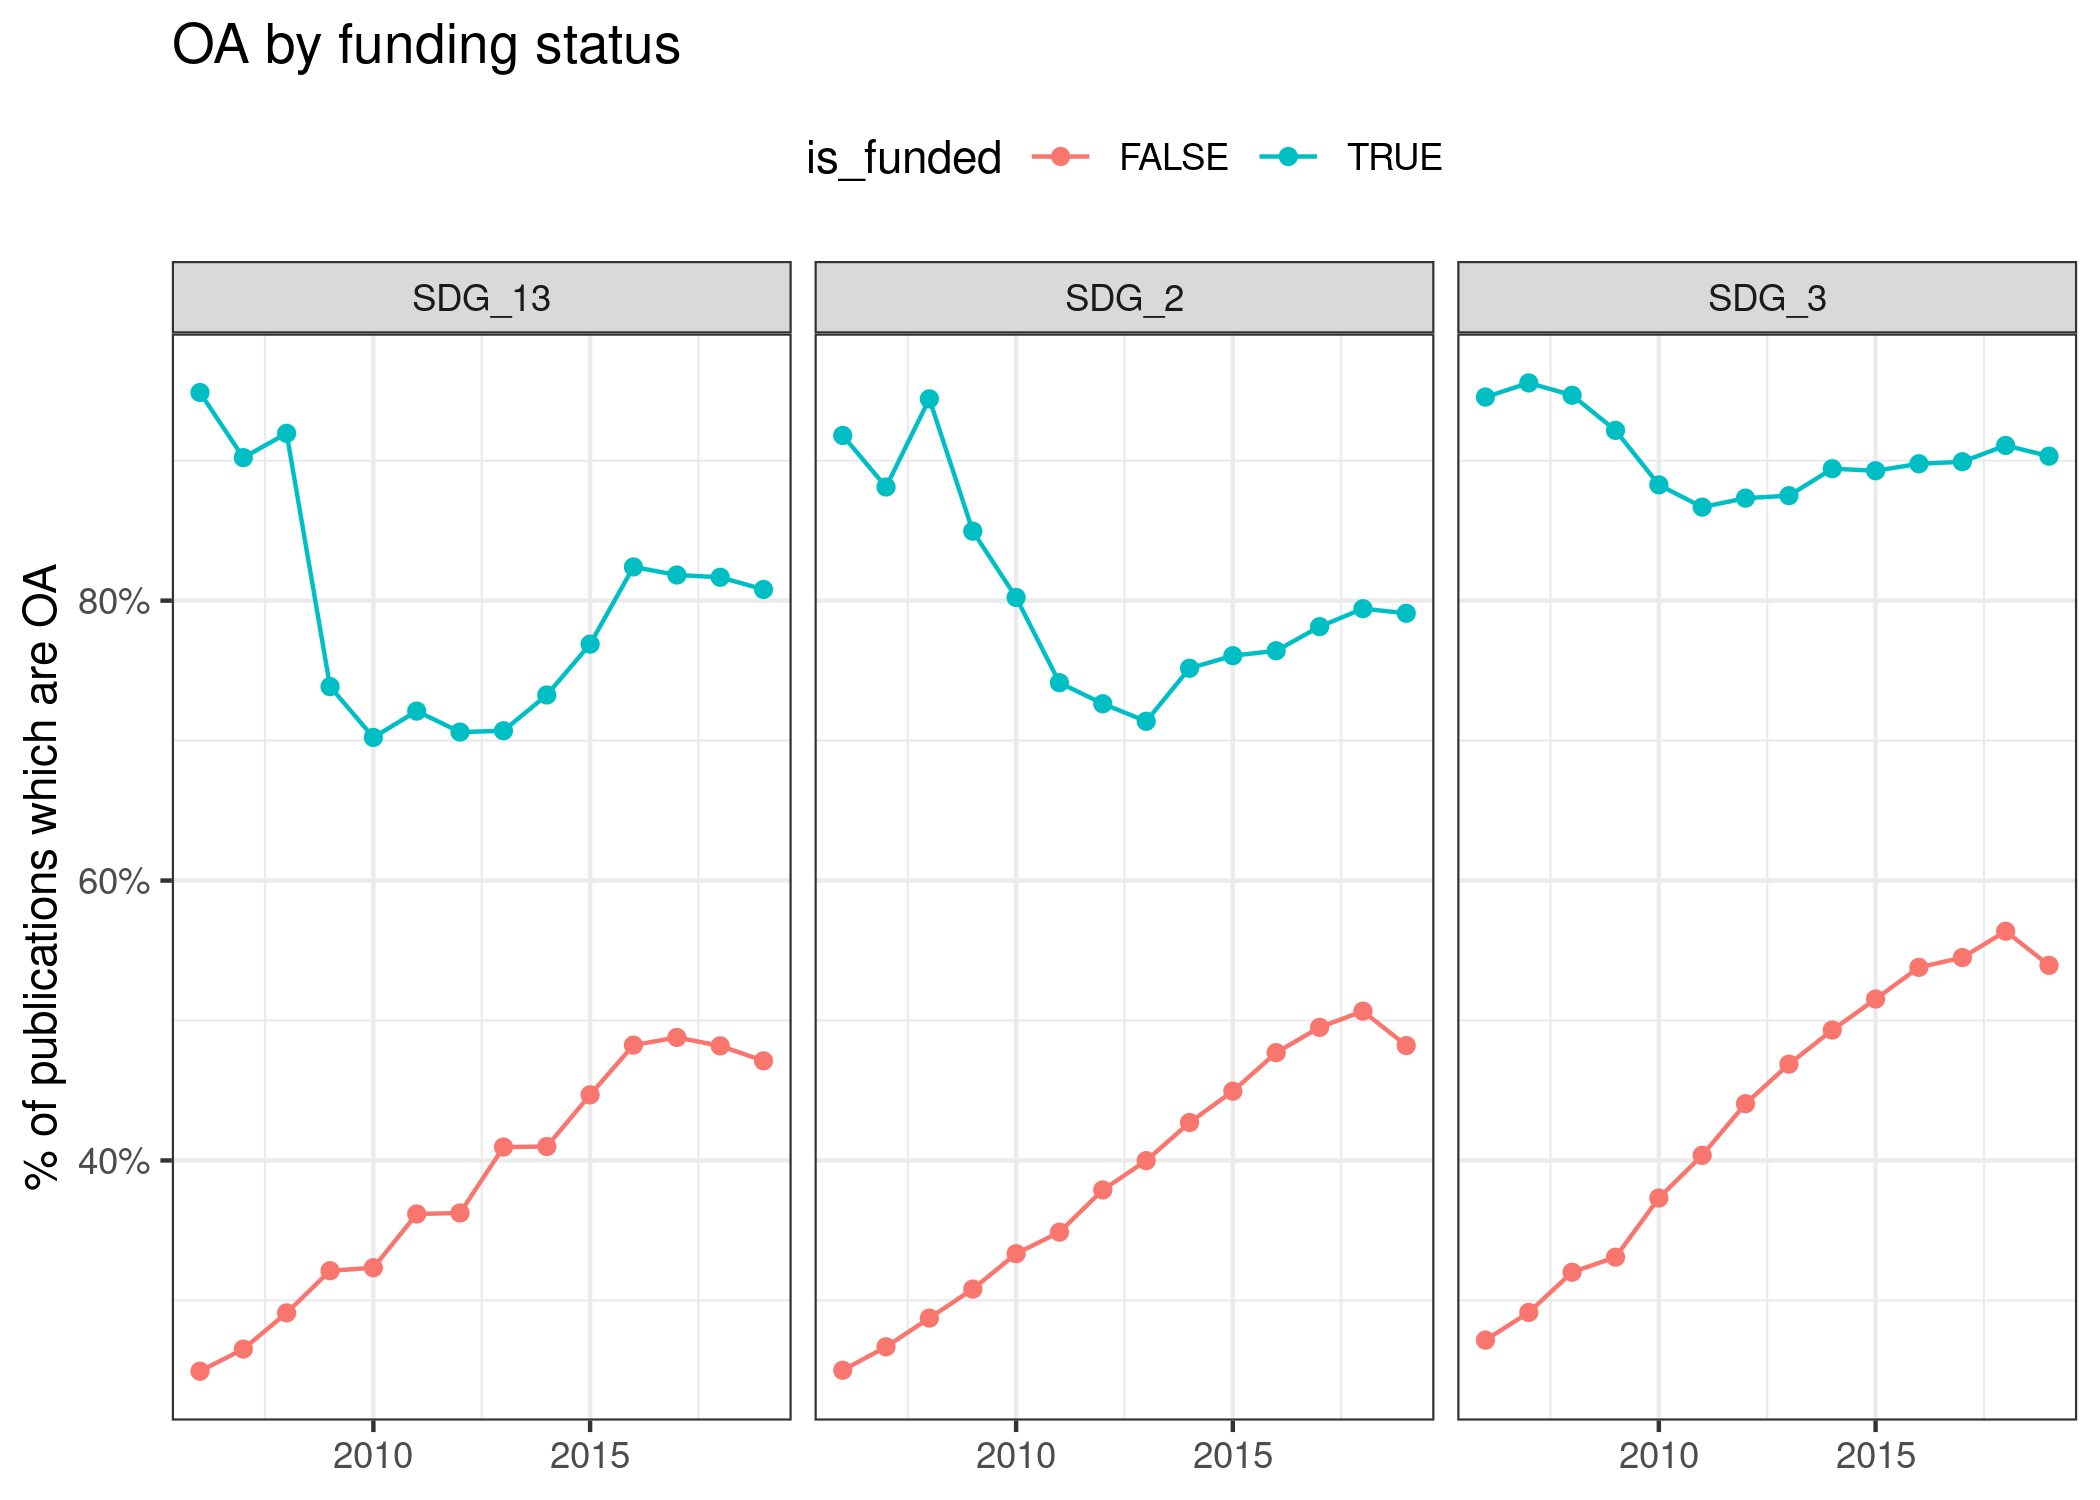 OA by funding status
is_funded FALSE TRUE
SDG_13 SDG_2 SDG_3
% of publications which are OA
80%
60%
40%
2010 2015 2010 2015 2010 2015